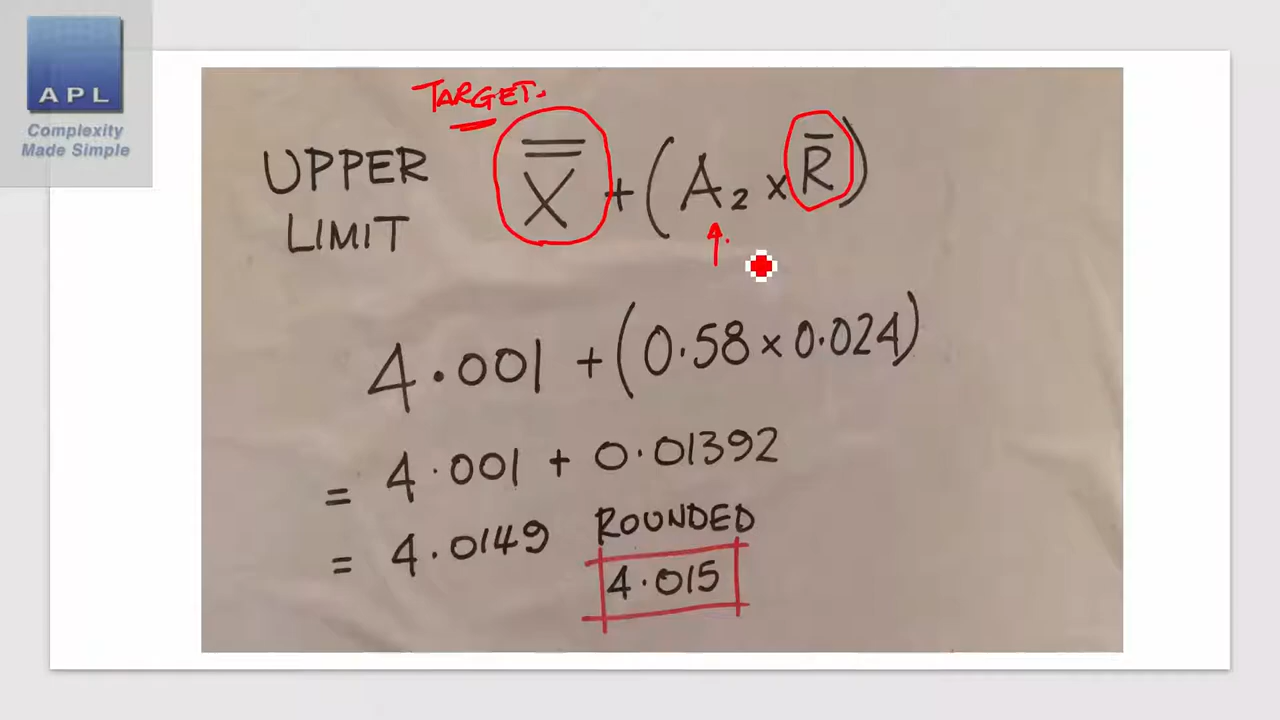 APL
Complexity
Made Simple
TARGET.
UPPER
LIMIT
X̿ + (A₂ × R̄)
4.001 + (0.58 × 0.024)
= 4.001 + 0.01392
= 4.0149 ROUNDED
4.015